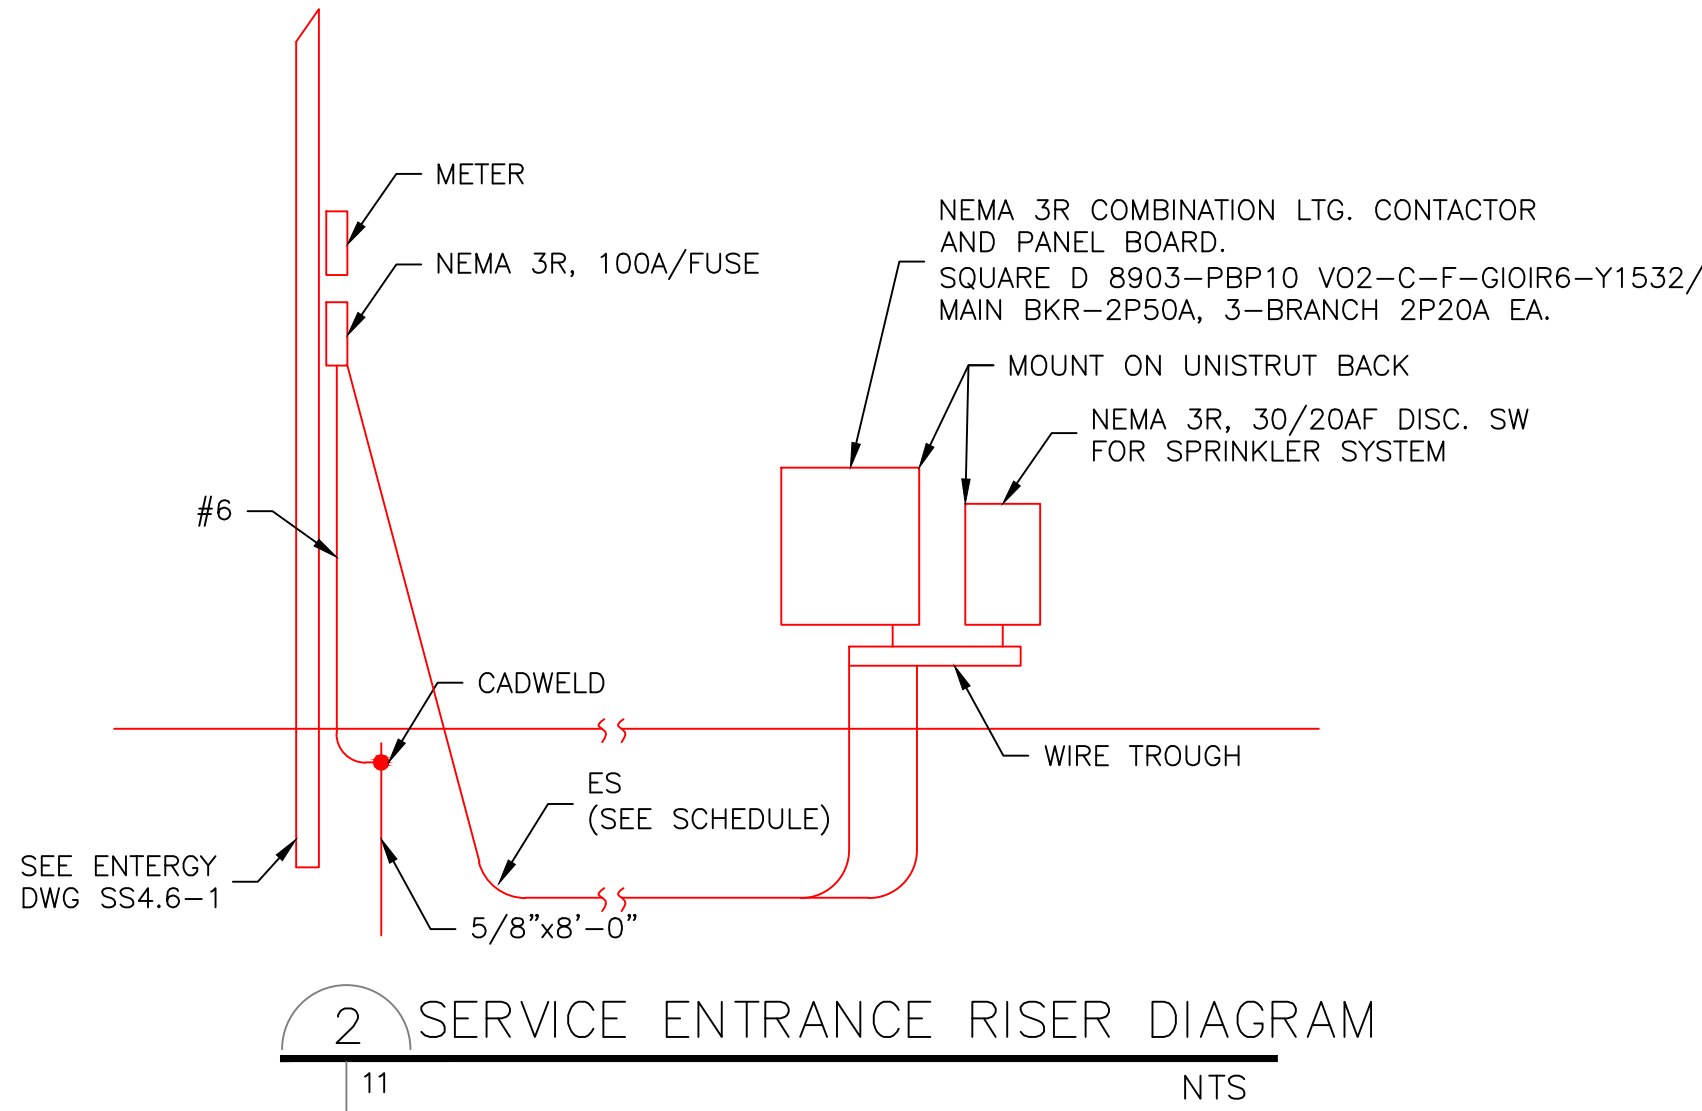 METER
NEMA 3R, 100A/FUSE
NEMA 3R COMBINATION LTG. CONTACTOR
AND PANEL BOARD.
SQUARE D 8903-PBP10 V02-C-F-GIOIR6-Y1532/
MAIN BKR-2P50A, 3-BRANCH 2P20A EA.
MOUNT ON UNISTRUT BACK
NEMA 3R, 30/20AF DISC. SW
FOR SPRINKLER SYSTEM
#6
CADWELD
WIRE TROUGH
ES
(SEE SCHEDULE)
SEE ENTERGY
DWG SS4.6-1
5/8"x8'-0"
2 SERVICE ENTRANCE RISER DIAGRAM
11 NTS